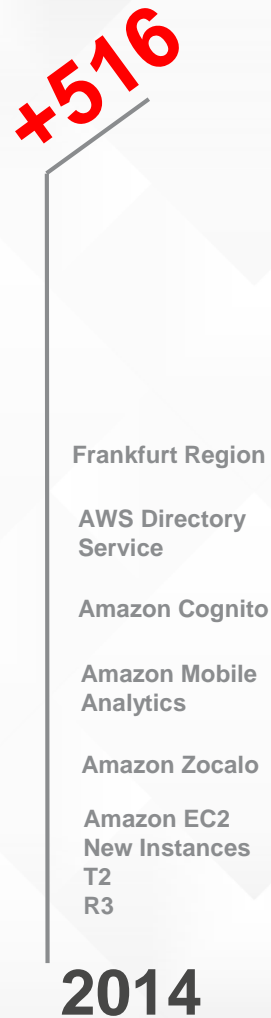 +516
Frankfurt Region
AWS Directory
Service
Amazon Cognito
Amazon Mobile
Analytics
Amazon Zocalo
Amazon EC2
New Instances
T2
R3
2014